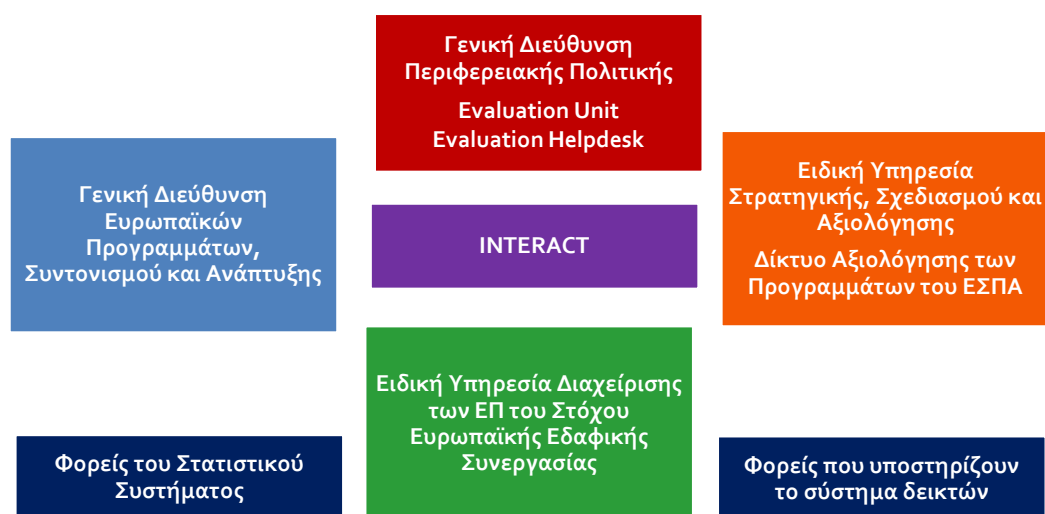 Γενική Διεύθυνση
Περιφερειακής Πολιτικής
Evaluation Unit
Evaluation Helpdesk
Γενική Διεύθυνση
Ευρωπαϊκών
Προγραμμάτων,
Συντονισμού και Ανάπτυξης
INTERACT
Ειδική Υπηρεσία
Στρατηγικής, Σχεδιασμού και
Αξιολόγησης
Δίκτυο Αξιολόγησης των
Προγραμμάτων του ΕΣΠΑ
Ειδική Υπηρεσία Διαχείρισης
των ΕΠ του Στόχου
Ευρωπαϊκής Εδαφικής
Συνεργασίας
Φορείς του Στατιστικού
Συστήματος
Φορείς που υποστηρίζουν
το σύστημα δεικτών